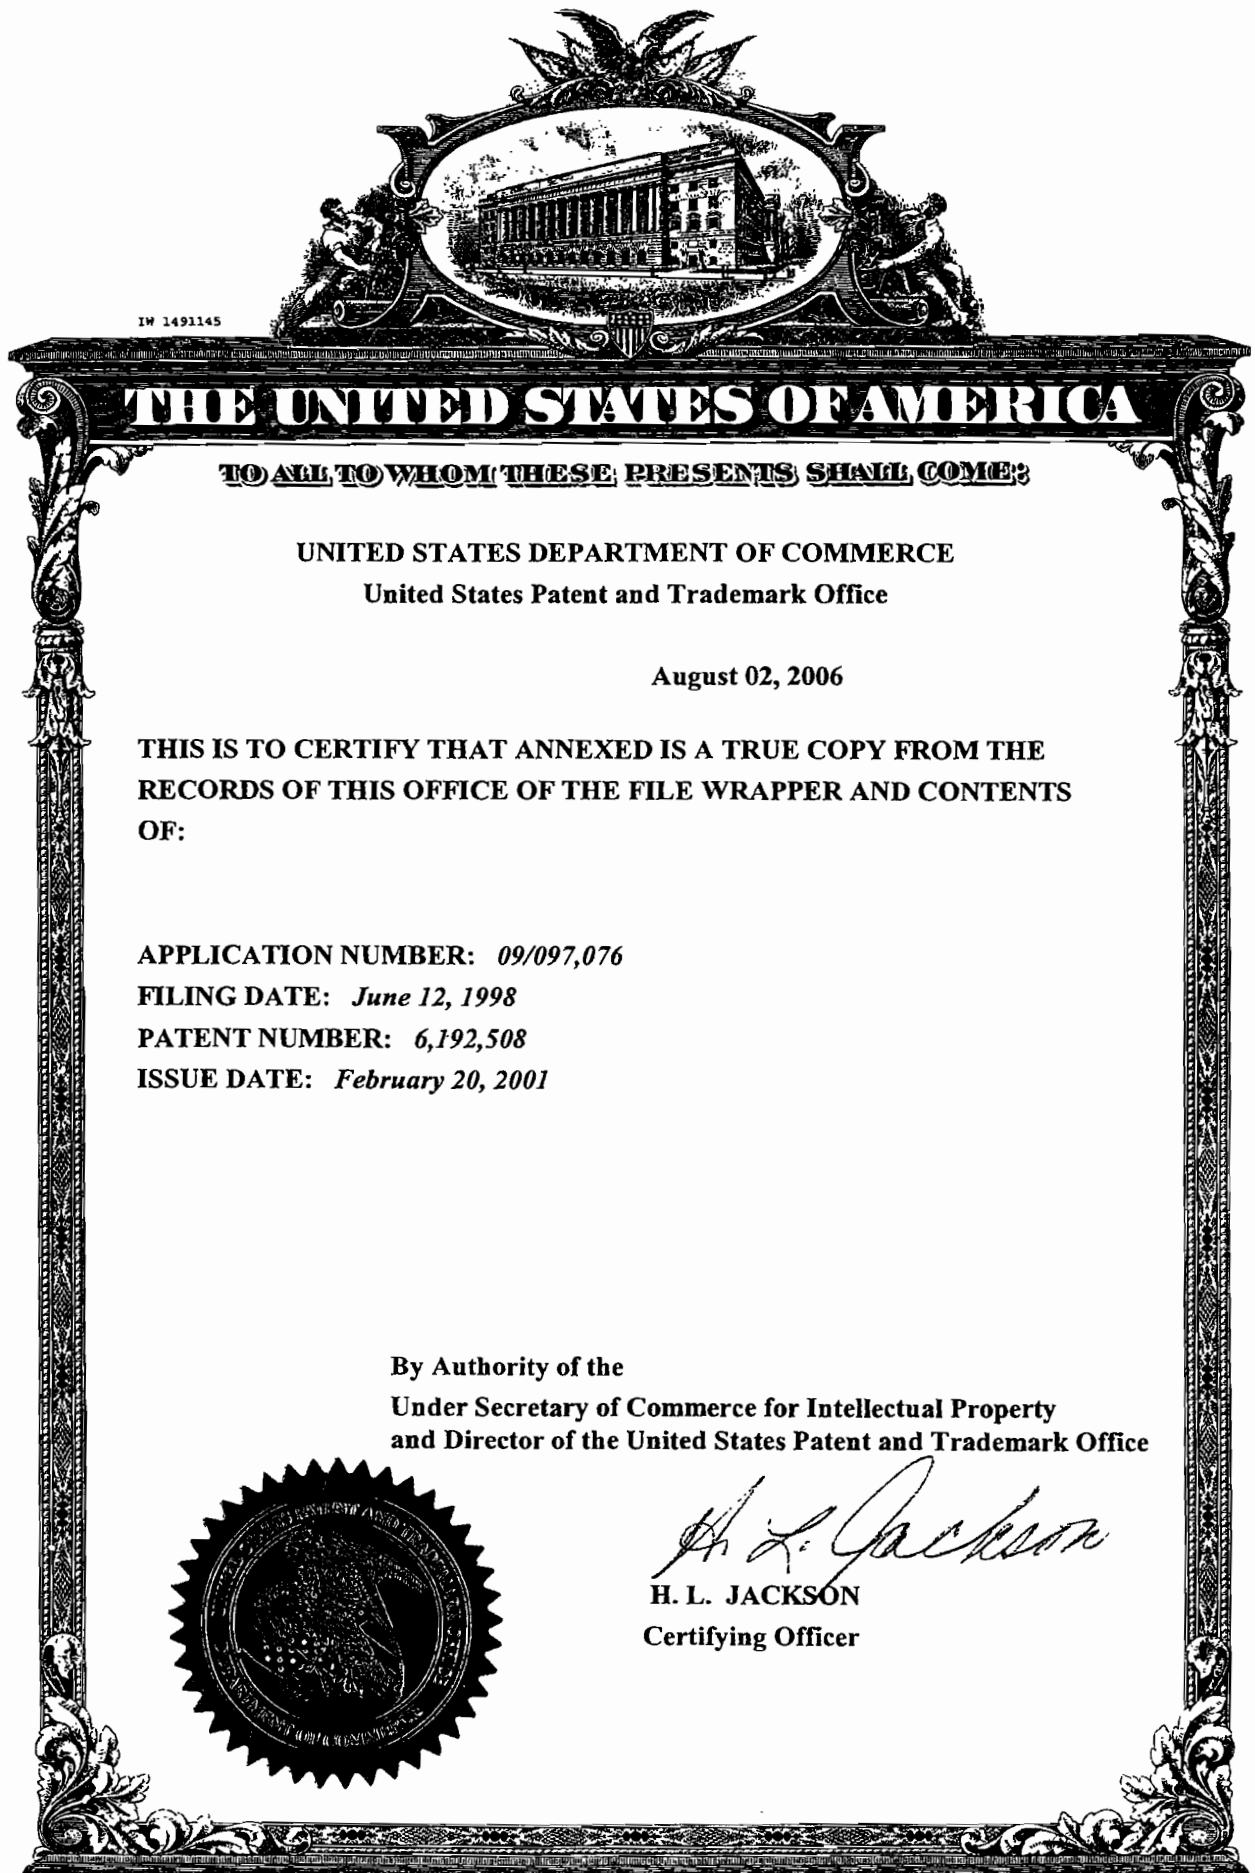 IW 1491145
THE UNITED STATES OF AMERICA
TO ALL TO WHOM THESE PRESENTS SHALL COME:
UNITED STATES DEPARTMENT OF COMMERCE
United States Patent and Trademark Office
August 02, 2006
THIS IS TO CERTIFY THAT ANNEXED IS A TRUE COPY FROM THE
RECORDS OF THIS OFFICE OF THE FILE WRAPPER AND CONTENTS
OF:
APPLICATION NUMBER: 09/097,076
FILING DATE: June 12, 1998
PATENT NUMBER: 6,192,508
ISSUE DATE: February 20, 2001
By Authority of the
Under Secretary of Commerce for Intellectual Property
and Director of the United States Patent and Trademark Office
H. L. Jackson
H. L. JACKSON
Certifying Officer